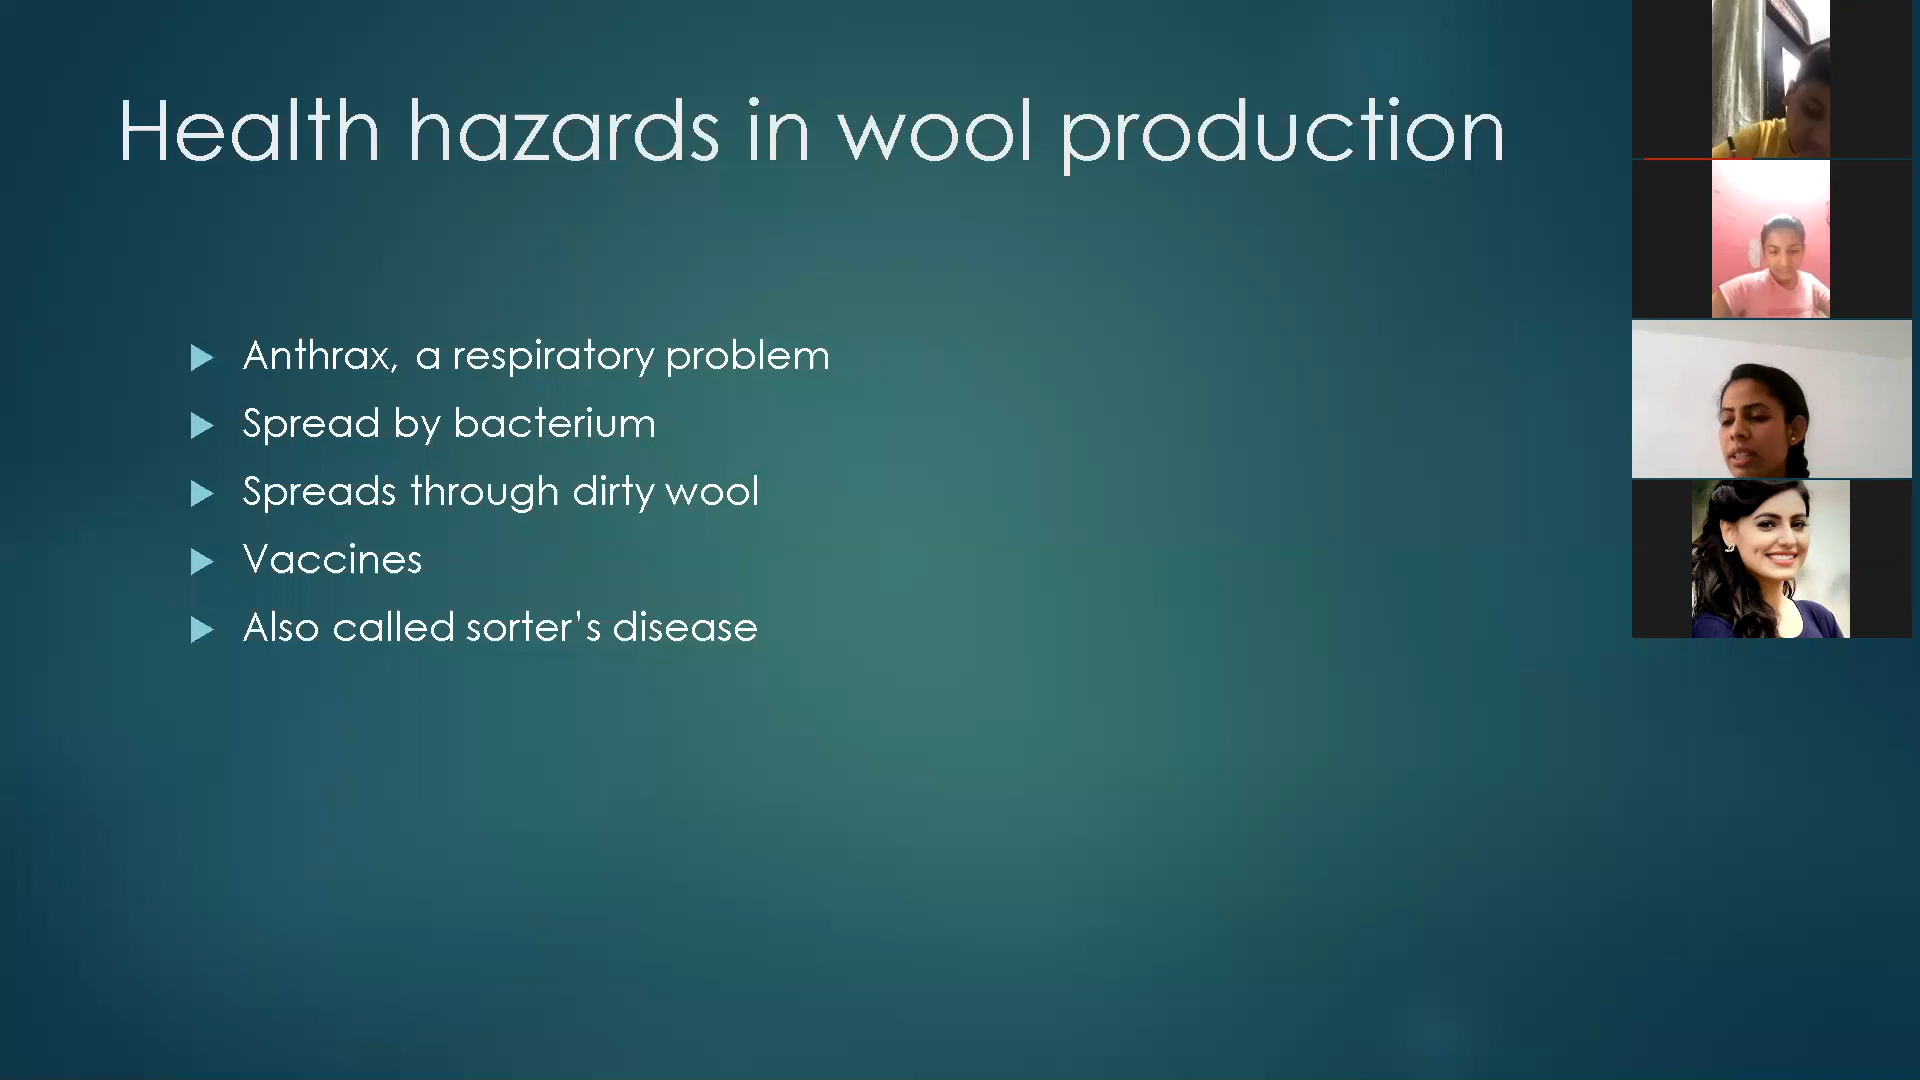 Health hazards in wool production
Anthrax, a respiratory problem
Spread by bacterium
Spreads through dirty wool
Vaccines
Also called sorter's disease